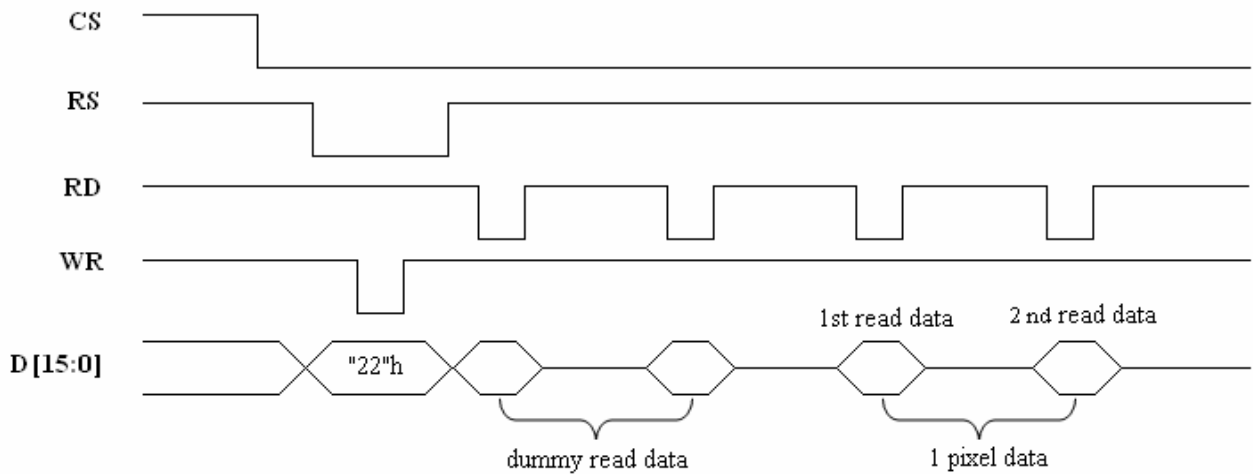 CS
RS
RD
WR
1st read data
2 nd read data
D[15:0]
"22"h
dummy read data
1 pixel data